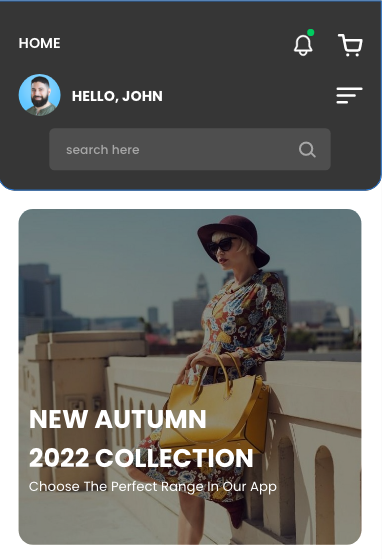 HOME
HELLO, JOHN
search here
NEW AUTUMN
2022 COLLECTION
Choose The Perfect Range In Our App